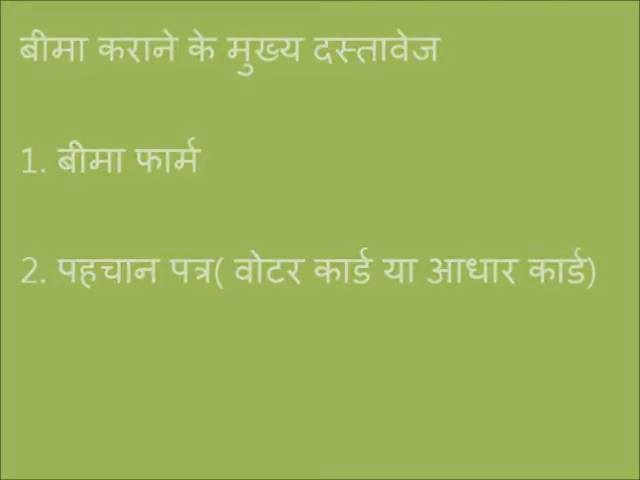 बीमा कराने के मुख्य दस्तावेज
1. बीमा फार्म
2. पहचान पत्र( वोटर कार्ड या आधार कार्ड)